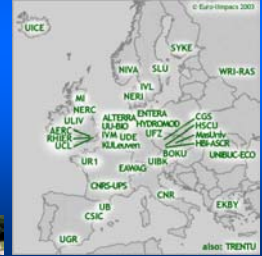 © Euro-limpacs 2003
UICE
SYKE
NIVA SLU
WRJ-RAS
IVL
MI NERI
NERC
ULIV ALTERRA ENTERA CGS
AERC UU-BIO HYDROMOD HSCU
RHIER IVM UDE UFZ MasUniv
UCL KULeuven HBI-ASCR
BOKU
UR1 UIBK UNIBUC-ECO
EAWAG
CNRS-UPS
CNR
UB EKBY
CSIC
UGR
also: TRENTU